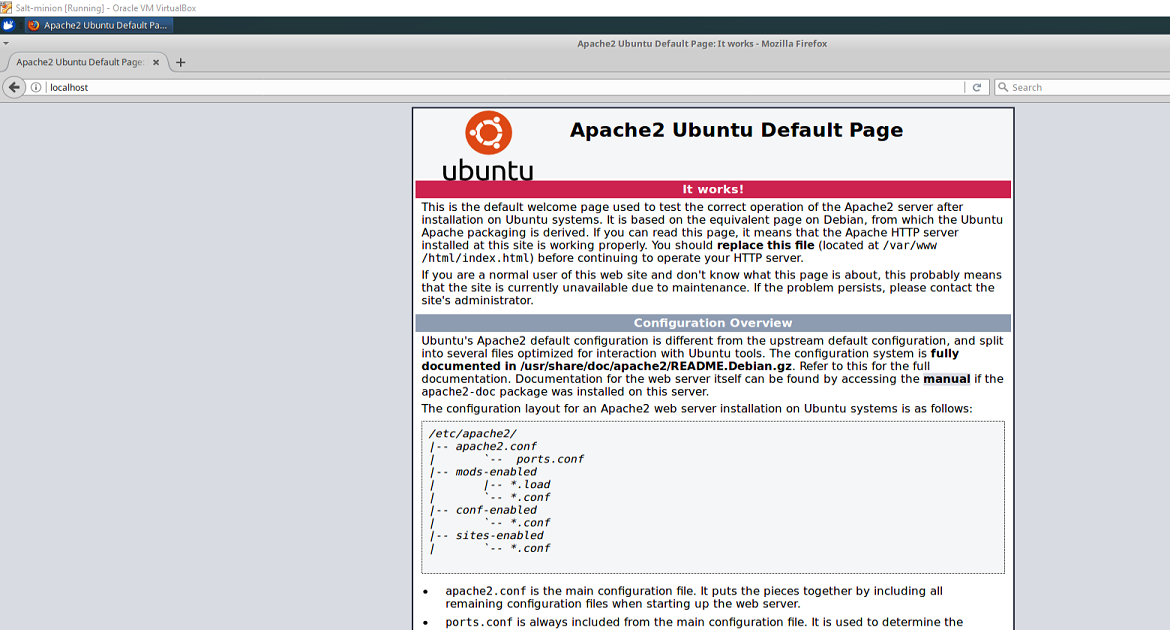 Salt-minion [Running] - Oracle VM VirtualBox
Apache2 Ubuntu Default Pa...
Apache2 Ubuntu Default Page: It works - Mozilla Firefox
Apache2 Ubuntu Default Page:
localhost
Search
ubuntu
Apache2 Ubuntu Default Page
It works!
This is the default welcome page used to test the correct operation of the Apache2 server after
installation on Ubuntu systems. It is based on the equivalent page on Debian, from which the Ubuntu
Apache packaging is derived. If you can read this page, it means that the Apache HTTP server
installed at this site is working properly. You should replace this file (located at /var/www
/html/index.html) before continuing to operate your HTTP server.
If you are a normal user of this web site and don't know what this page is about, this probably means
that the site is currently unavailable due to maintenance. If the problem persists, please contact the
site's administrator.
Configuration Overview
Ubuntu's Apache2 default configuration is different from the upstream default configuration, and split
into several files optimized for interaction with Ubuntu tools. The configuration system is fully
documented in /usr/share/doc/apache2/README.Debian.gz. Refer to this for the full
documentation. Documentation for the web server itself can be found by accessing the manual if the
apache2-doc package was installed on this server.
The configuration layout for an Apache2 web server installation on Ubuntu systems is as follows:
/etc/apache2/
|-- apache2.conf
|       `--  ports.conf
|-- mods-enabled
|       |-- *.load
|       `-- *.conf
|-- conf-enabled
|       `-- *.conf
|-- sites-enabled
|       `-- *.conf
• apache2.conf is the main configuration file. It puts the pieces together by including all
remaining configuration files when starting up the web server.
• ports.conf is always included from the main configuration file. It is used to determine the